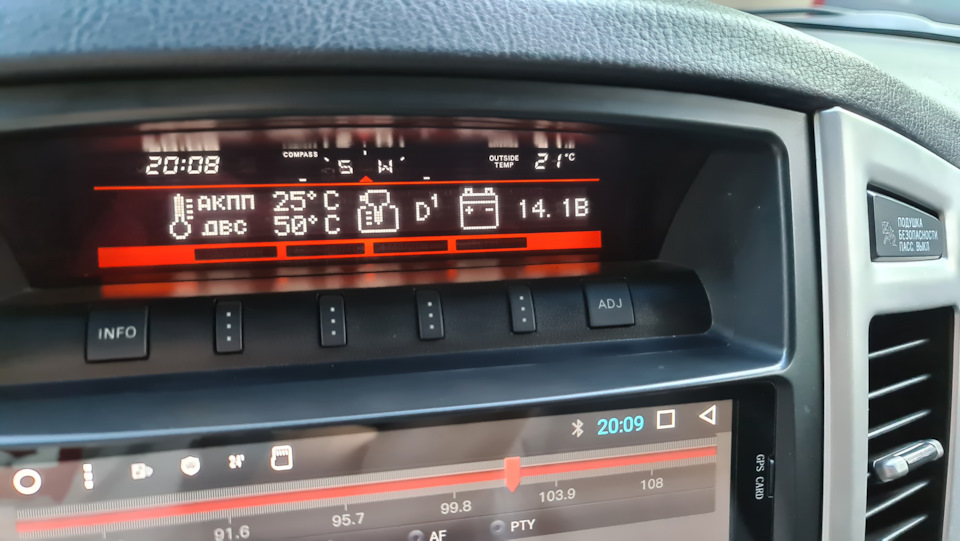 20:08
COMPASS
S W
OUTSIDE
TEMP
21°C
АКПП 25°C
ДВС 50°C
D1
14.1В
INFO
ADJ
ПОДУШКА
БЕЗОПАСНОСТИ
ПАСС. ВЫКЛ
20:09
91.6 95.7 99.8 103.9 108
AF
PTY
GPS CARD